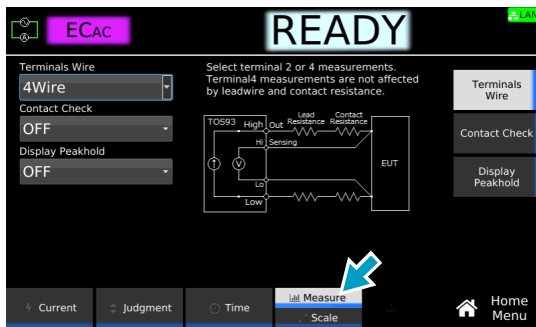 EC AC
READY
LAN
Terminals Wire
4Wire
Contact Check
OFF
Display Peakhold
OFF
Select terminal 2 or 4 measurements.
Terminal4 measurements are not affected
by leadwire and contact resistance.
TOS93
High
Out
Lead
Resistance
Contact
Resistance
Hi
Sensing
A
V
EUT
Lo
Low
Terminals
Wire
Contact Check
Display
Peakhold
Current
Judgment
Time
Measure
Scale
Home
Menu